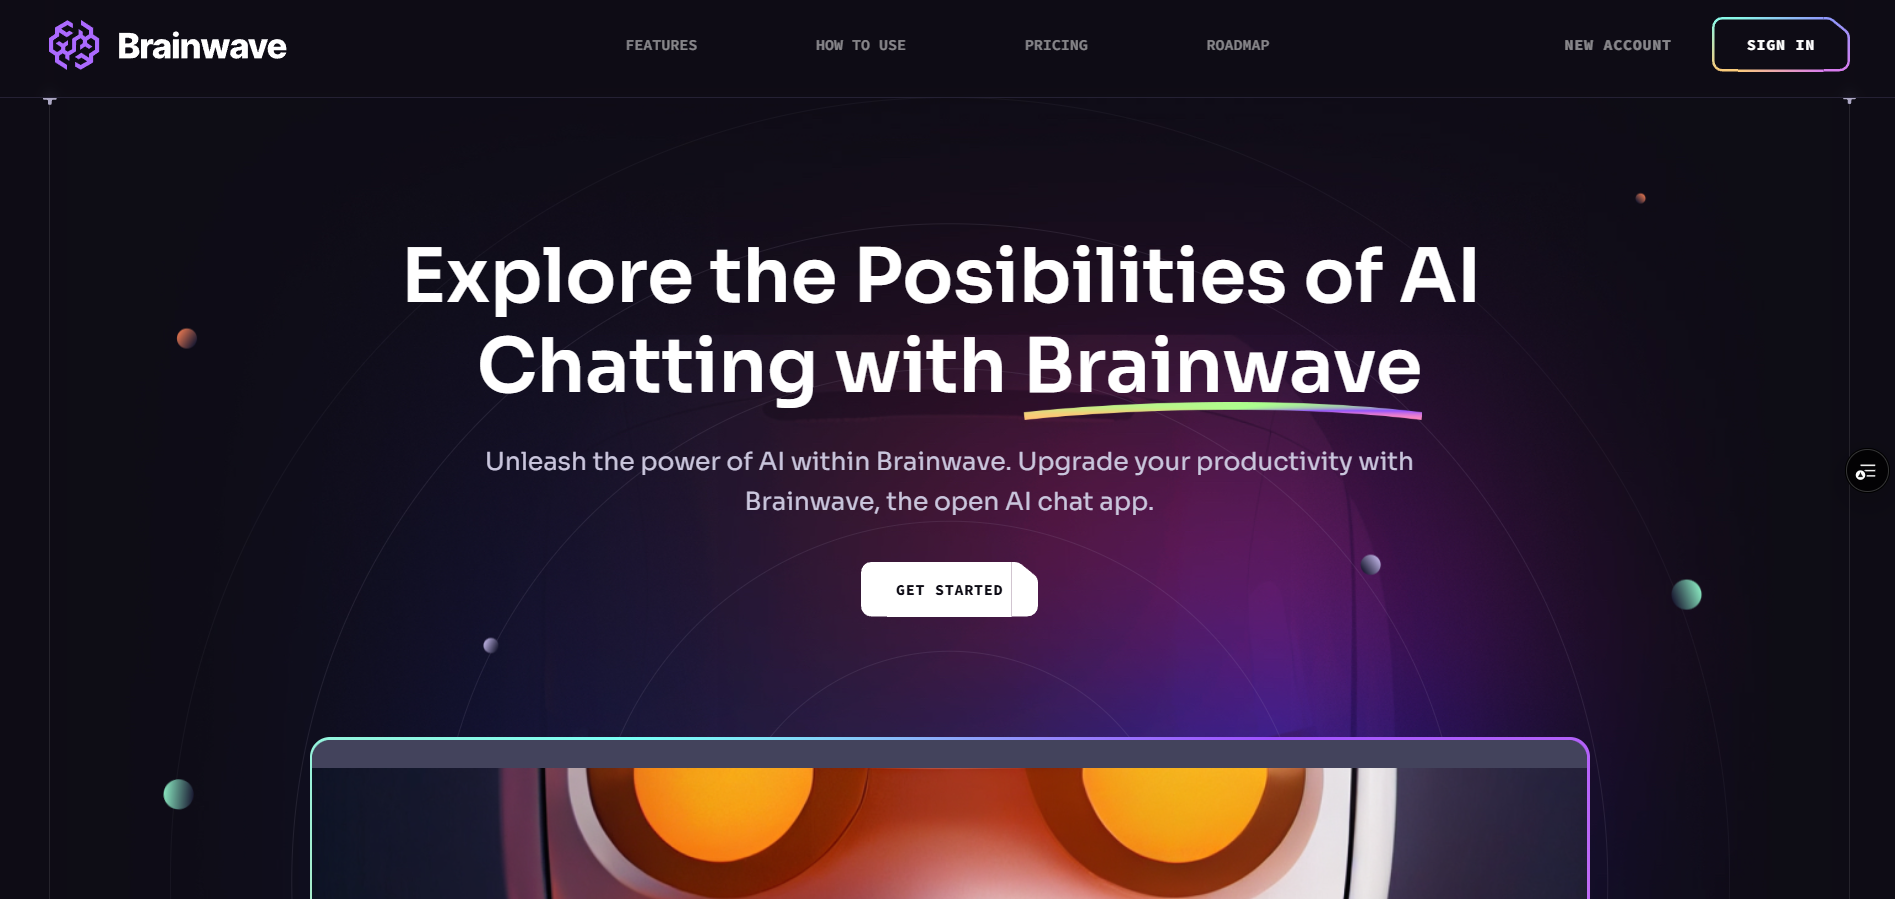 Brainwave
FEATURES
HOW TO USE
PRICING
ROADMAP
NEW ACCOUNT
SIGN IN
Explore the Posibilities of AI
Chatting with Brainwave
Unleash the power of AI within Brainwave. Upgrade your productivity with
Brainwave, the open AI chat app.
GET STARTED